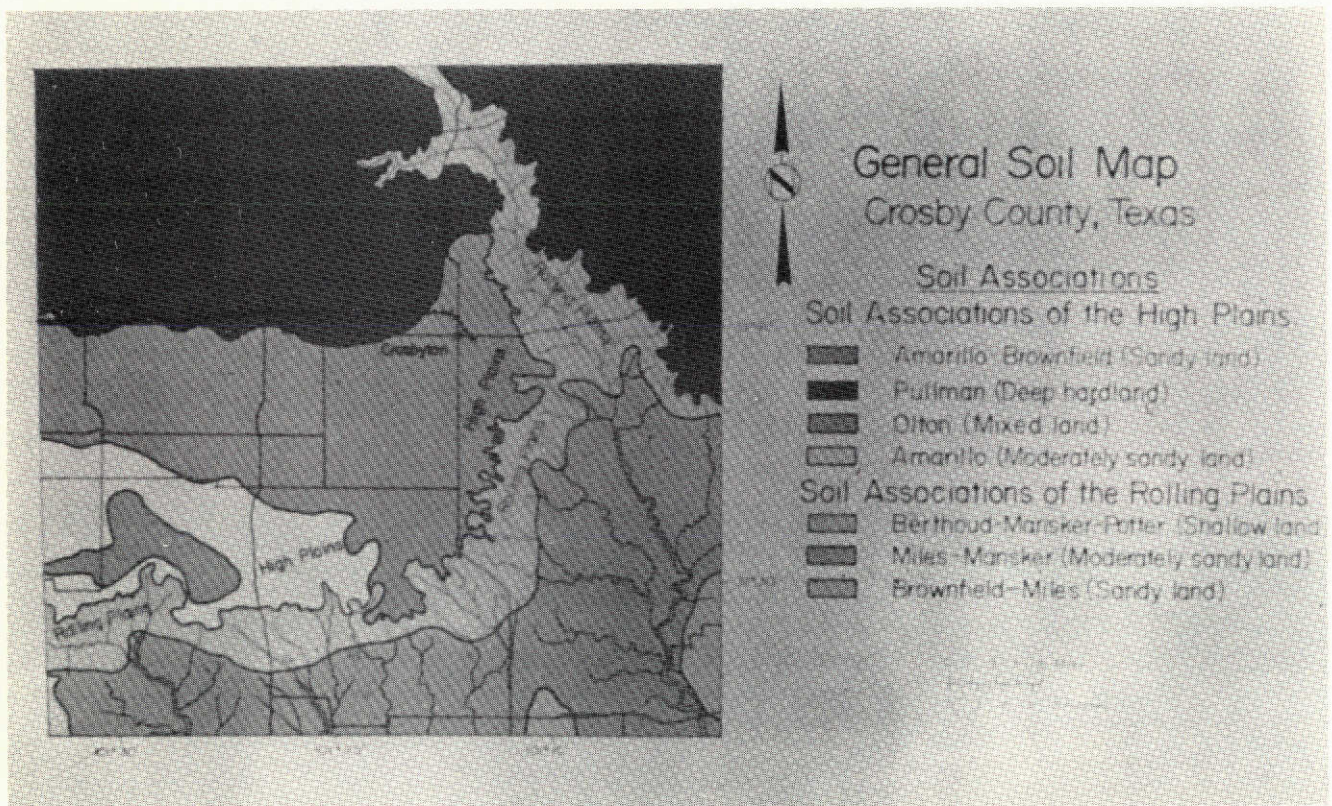 General Soil Map
Crosby County, Texas
Soil Associations
Soil Associations of the High Plains
Amarillo-Brownfield (Sandy land)
Pullman (Deep hardland)
Olton (Mixed land)
Amarillo (Moderately sandy land)
Soil Associations of the Rolling Plains
Berthoud-Mansker-Potter (Shallow land
Miles-Mansker (Moderately sandy land)
Brownfield-Miles (Sandy land)
Crosbyton
High Plains
High Plains
Rolling Plains